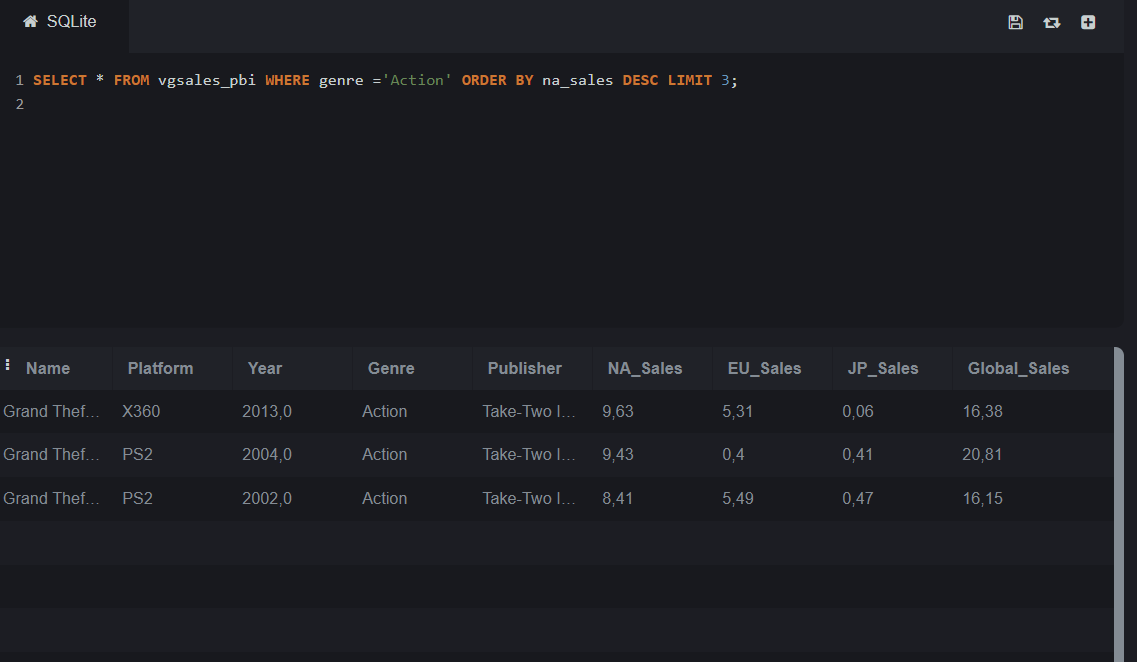 SQLite
1 SELECT * FROM vgsales_pbi WHERE genre ='Action' ORDER BY na_sales DESC LIMIT 3;
2
Name Platform Year Genre Publisher NA_Sales EU_Sales JP_Sales Global_Sales
Grand Thef... X360 2013,0 Action Take-Two I... 9,63 5,31 0,06 16,38
Grand Thef... PS2 2004,0 Action Take-Two I... 9,43 0,4 0,41 20,81
Grand Thef... PS2 2002,0 Action Take-Two I... 8,41 5,49 0,47 16,15